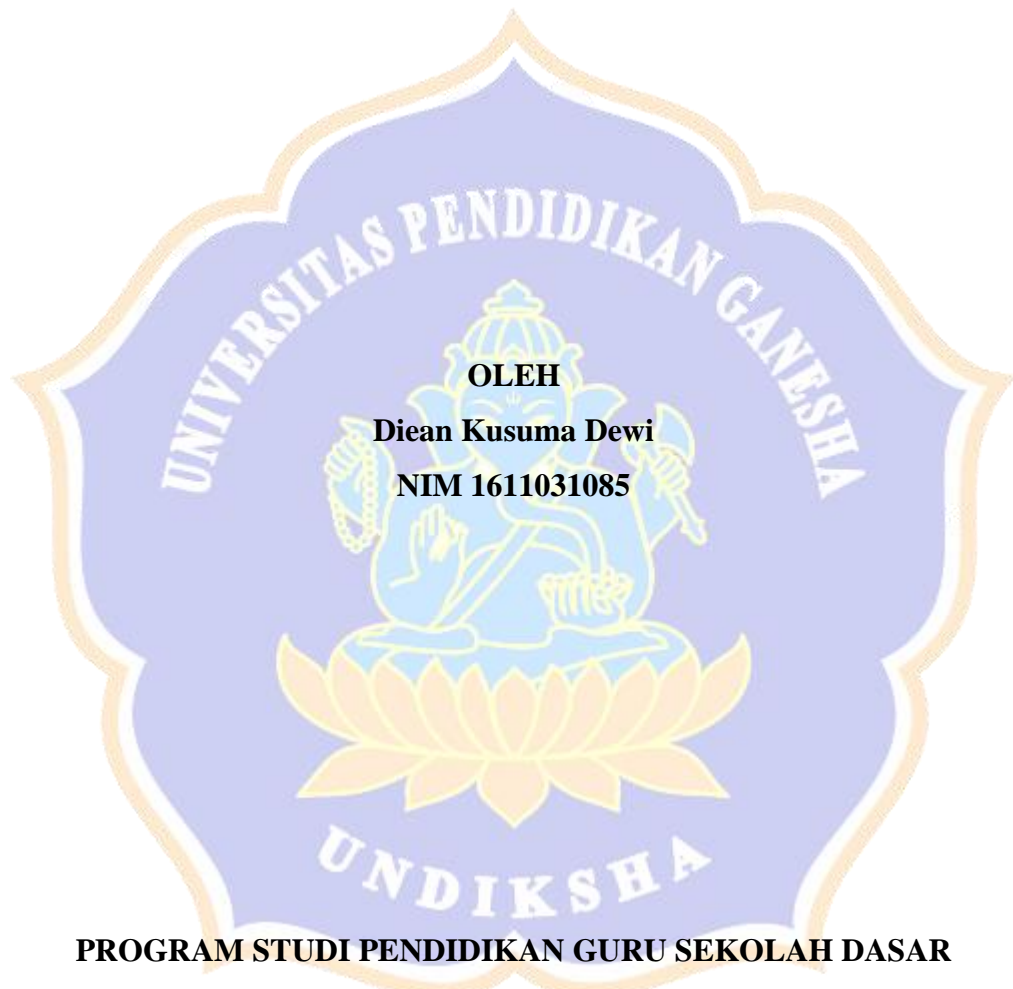 UNIVERSITAS PENDIDIKAN GANESHA
OLEH
Diean Kusuma Dewi
NIM 1611031085
UNDIKSHA
PROGRAM STUDI PENDIDIKAN GURU SEKOLAH DASAR